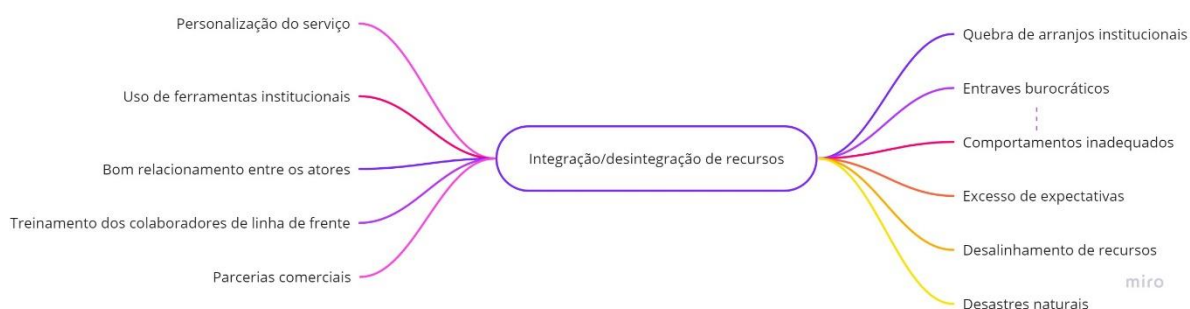 Personalização do serviço
Uso de ferramentas institucionais
Bom relacionamento entre os atores
Treinamento dos colaboradores de linha de frente
Parcerias comerciais
Integração/desintegração de recursos
Quebra de arranjos institucionais
Entraves burocráticos
Comportamentos inadequados
Excesso de expectativas
Desalinhamento de recursos
Desastres naturais
miro